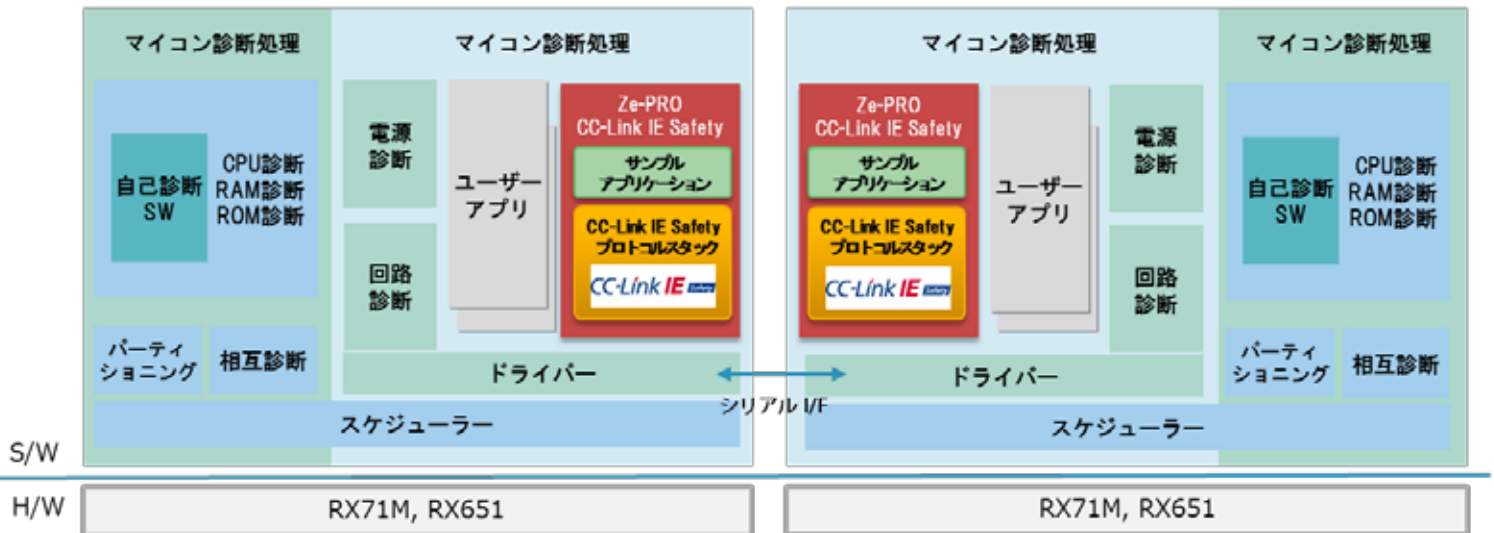 マイコン診断処理
マイコン診断処理
自己診断
SW
CPU診断
RAM診断
ROM診断
パーティ
ショニング
相互診断
電源
診断
回路
診断
ユーザー
アプリ
Ze-PRO
CC-Link IE Safety
サンプル
アプリケーション
CC-Link IE Safety
プロトコルスタック
CC-Link IE Safety
ドライバー
スケジューラー
シリアル I/F
マイコン診断処理
マイコン診断処理
Ze-PRO
CC-Link IE Safety
サンプル
アプリケーション
CC-Link IE Safety
プロトコルスタック
CC-Link IE Safety
ユーザー
アプリ
電源
診断
回路
診断
自己診断
SW
CPU診断
RAM診断
ROM診断
パーティ
ショニング
相互診断
ドライバー
スケジューラー
S/W
H/W
RX71M, RX651
RX71M, RX651